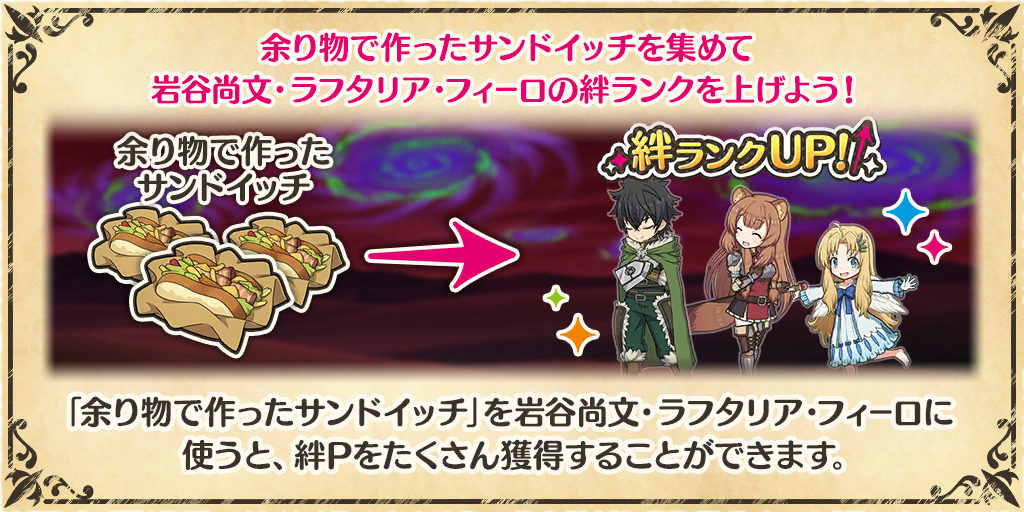 余り物で作ったサンドイッチを集めて
岩谷尚文・ラフタリア・フィーロの絆ランクを上げよう！
余り物で作った
サンドイッチ
絆ランクUP!!
「余り物で作ったサンドイッチ」を岩谷尚文・ラフタリア・フィーロに
使うと、絆Pをたくさん獲得することができます。